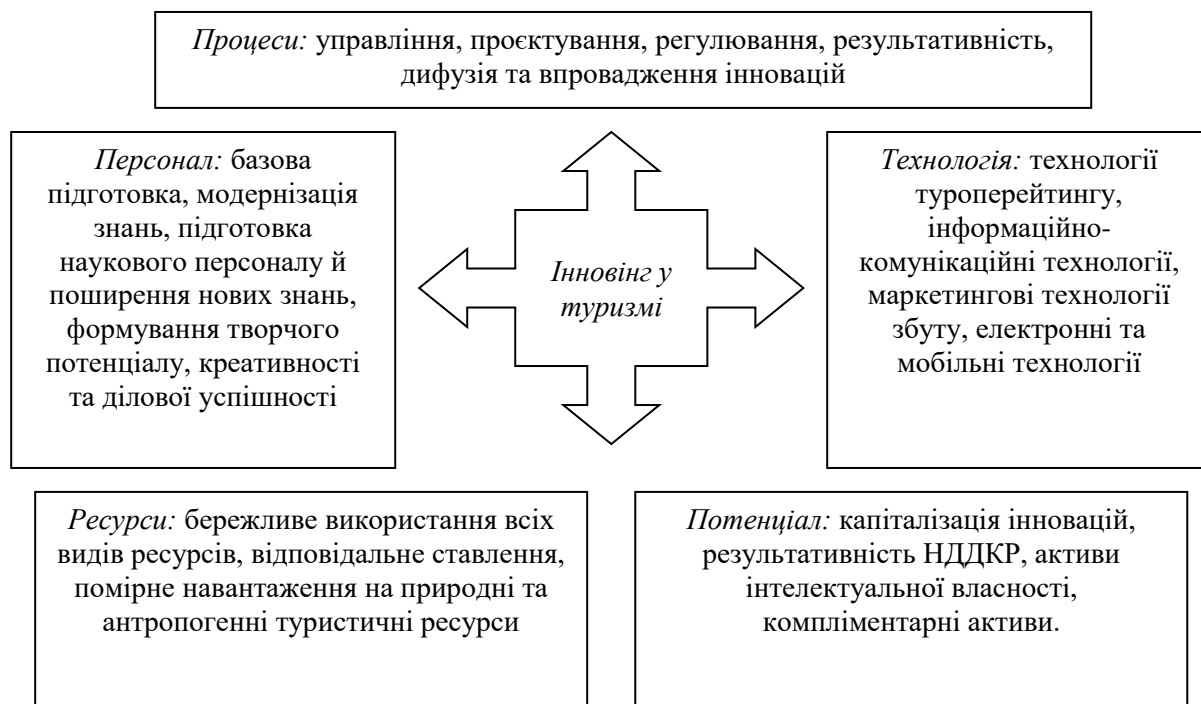 Процеси: управління, проєктування, регулювання, результативність,
дифузія та впровадження інновацій
Персонал: базова
підготовка, модернізація
знань, підготовка
наукового персоналу й
поширення нових знань,
формування творчого
потенціалу, креативності
та ділової успішності
Інновінг у
туризмі
Технологія: технології
туроперейтингу,
інформаційно-
комунікаційні технології,
маркетингові технології
збуту, електронні та
мобільні технології
Ресурси: бережливе використання всіх
видів ресурсів, відповідальне ставлення,
помірне навантаження на природні та
антропогенні туристичні ресурси
Потенціал: капіталізація інновацій,
результативність НДДКР, активи
інтелектуальної власності,
компліментарні активи.